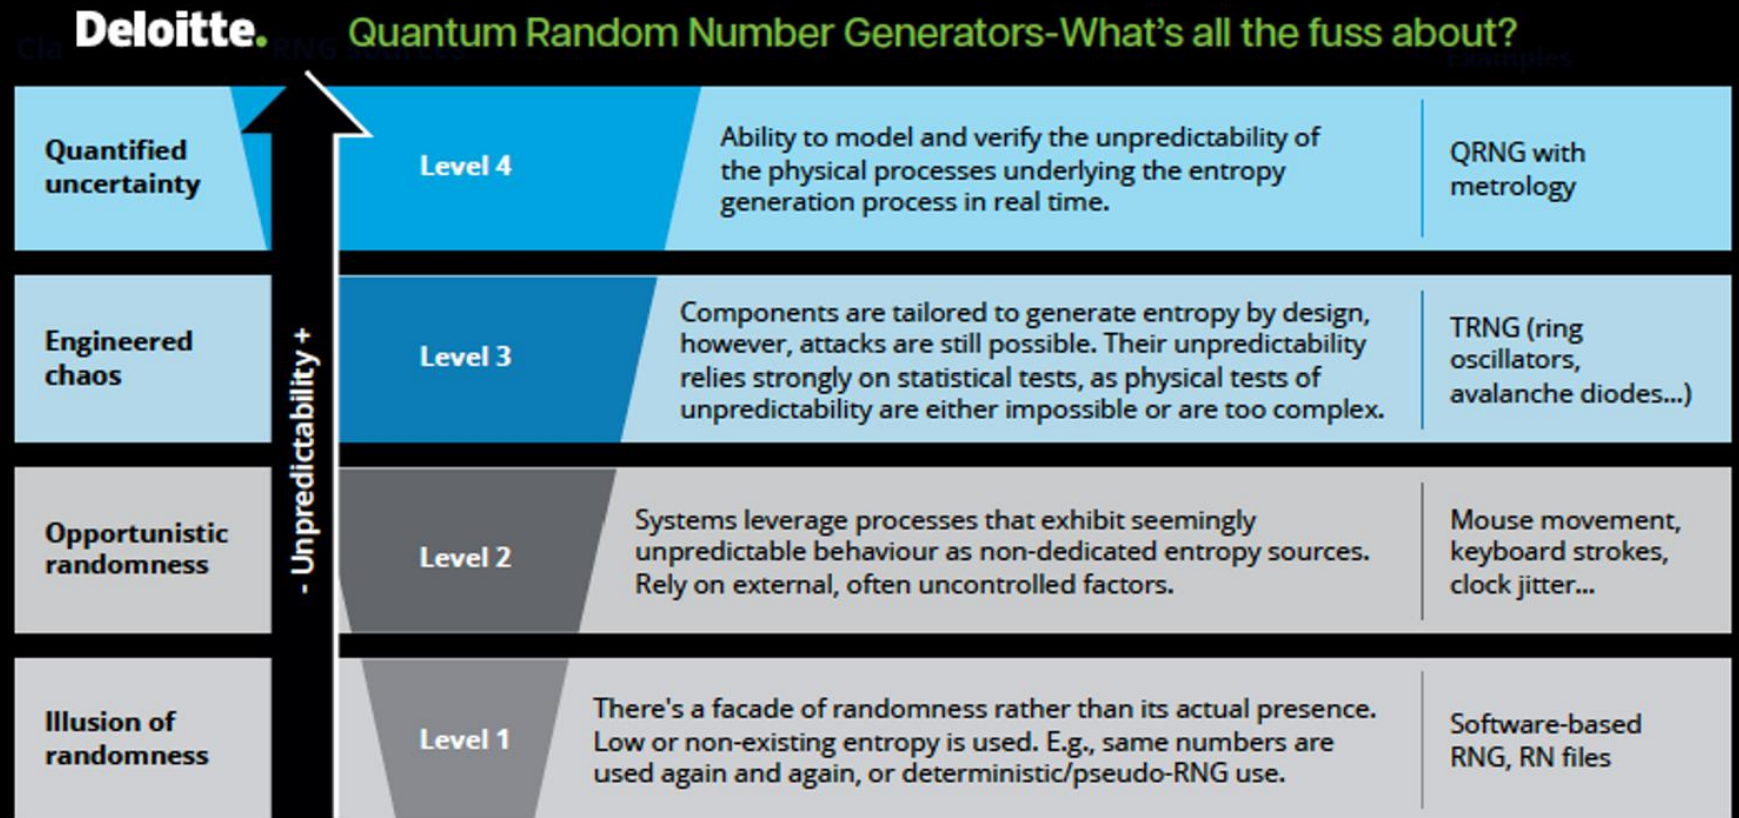 Deloitte.
Quantum Random Number Generators-What's all the fuss about?
Examples
Quantified
uncertainty
Level 4
Ability to model and verify the unpredictability of
the physical processes underlying the entropy
generation process in real time.
QRNG with
metrology
Engineered
chaos
Level 3
Components are tailored to generate entropy by design,
however, attacks are still possible. Their unpredictability
relies strongly on statistical tests, as physical tests of
unpredictability are either impossible or are too complex.
TRNG (ring
oscillators,
avalanche diodes...)
- Unpredictability +
Opportunistic
randomness
Level 2
Systems leverage processes that exhibit seemingly
unpredictable behaviour as non-dedicated entropy sources.
Rely on external, often uncontrolled factors.
Mouse movement,
keyboard strokes,
clock jitter...
Illusion of
randomness
Level 1
There's a facade of randomness rather than its actual presence.
Low or non-existing entropy is used. E.g., same numbers are
used again and again, or deterministic/pseudo-RNG use.
Software-based
RNG, RN files